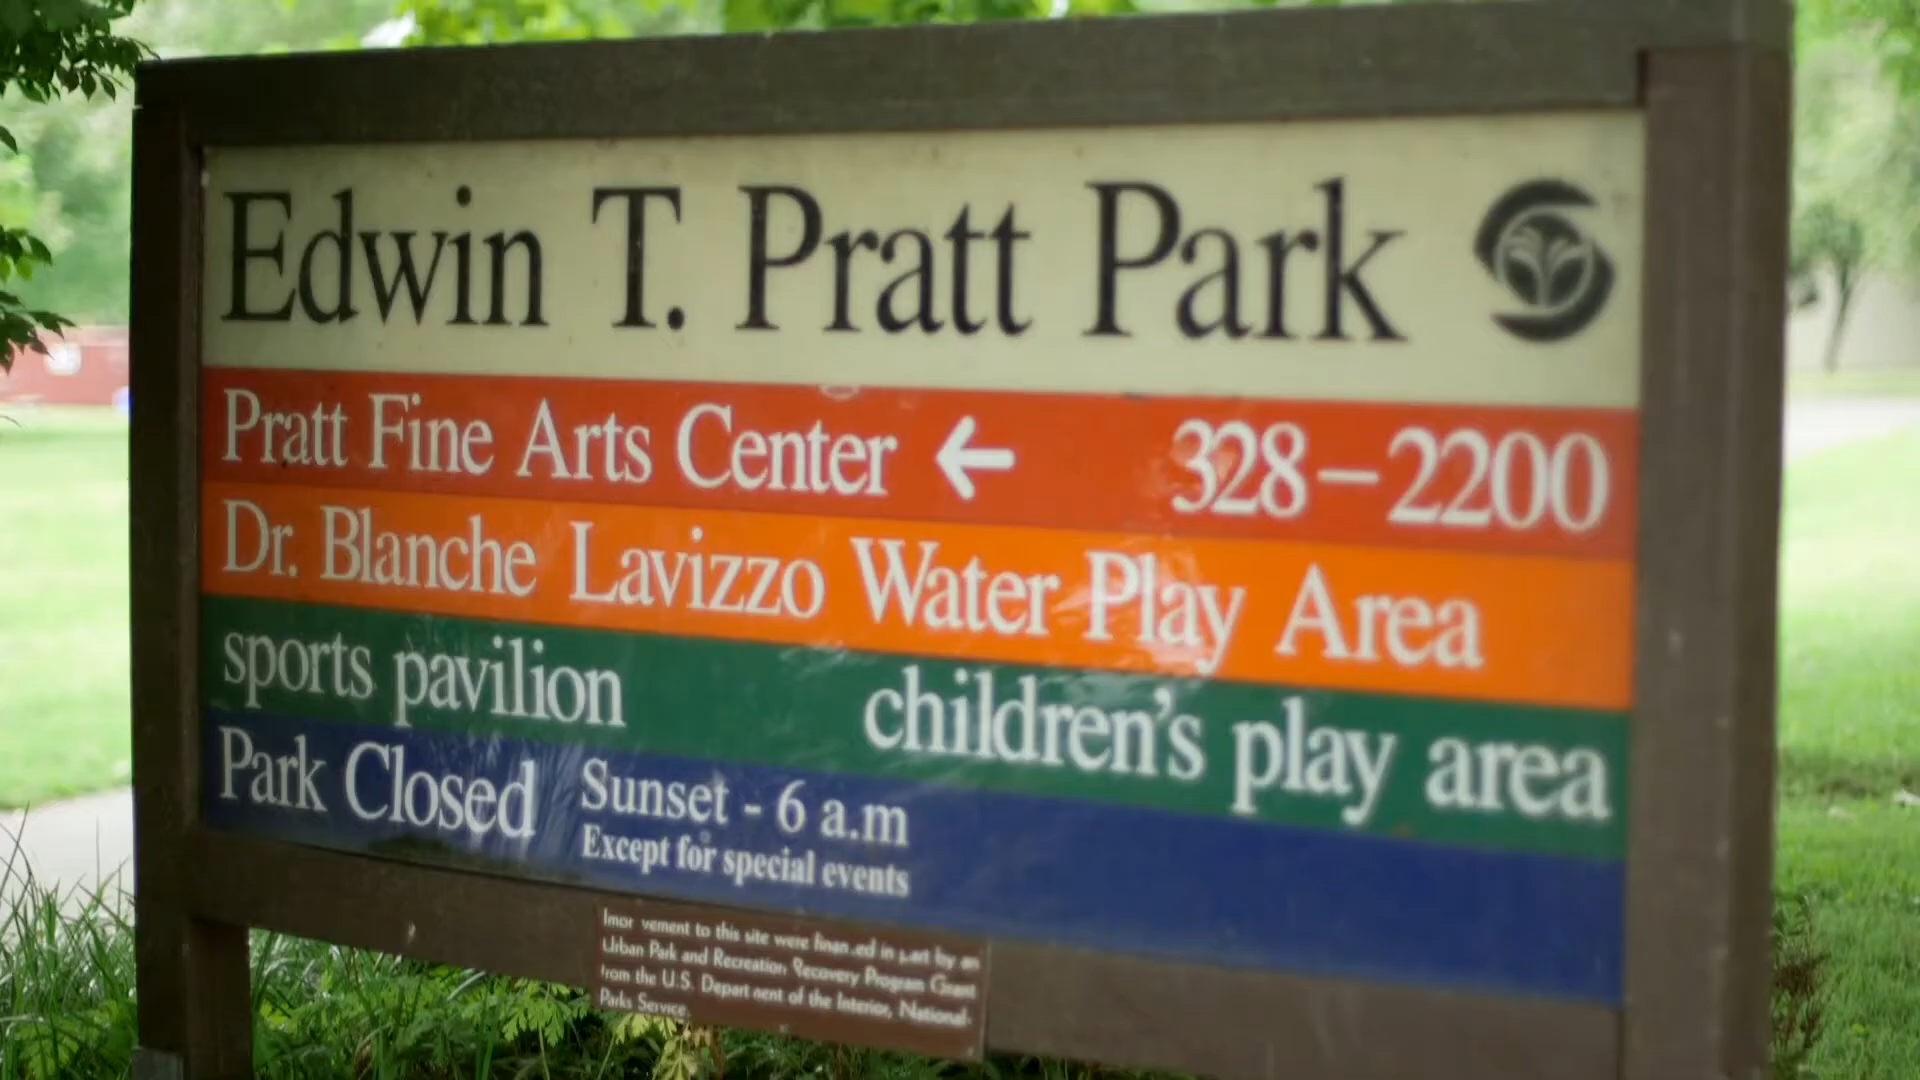 Edwin T. Pratt Park
Pratt Fine Arts Center ← 328–2200
Dr. Blanche Lavizzo Water Play Area
sports pavilion children's play area
Park Closed Sunset - 6 a.m
Except for special events
Imor vement to this site were finan ed in part by an
Urban Park and Recreation Recovery Program Grant
from the U.S. Depart ment of the Interior, National
Parks Service.